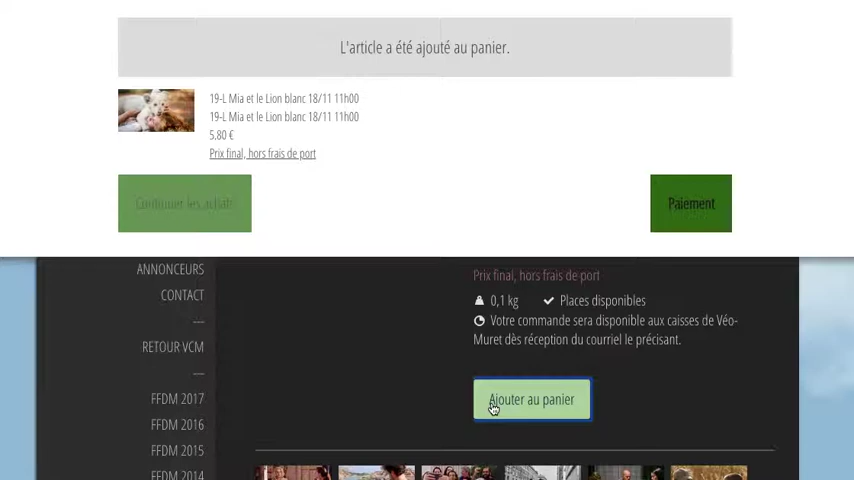 L'article a été ajouté au panier.
19-L Mia et le Lion blanc 18/11 11h00
19-L Mia et le Lion blanc 18/11 11h00
5.80 €
Prix final, hors frais de port
Continuer les achats
Paiement
ANNONCEURS
CONTACT
---
RETOUR VCM
---
FFDM 2017
FFDM 2016
FFDM 2015
FFDM 2014
Prix final, hors frais de port
0,1 kg Places disponibles
Votre commande sera disponible aux caisses de Véo-
Muret dès réception du courriel le précisant.
Ajouter au panier